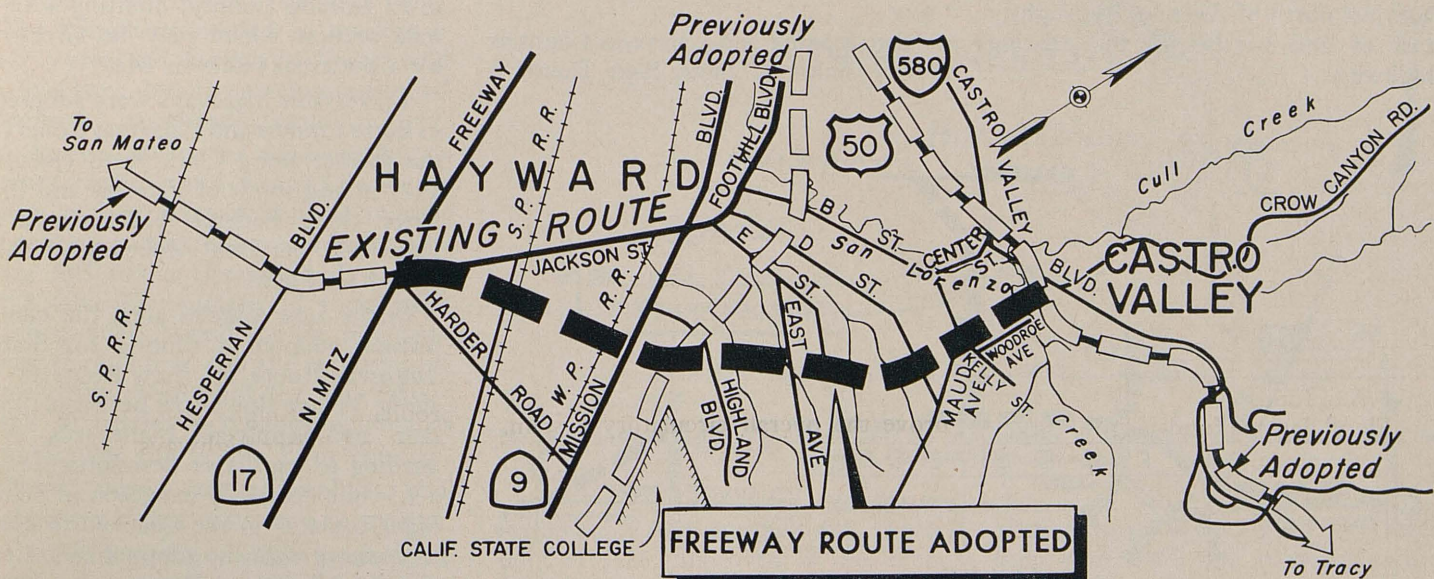 Previously
Adopted
580
CASTRO VALLEY BLVD.
50
To
San Mateo
Previously
Adopted
HAYWARD
EXISTING ROUTE
S. P. R. R.
HESPERIAN BLVD.
NIMITZ FREEWAY
17
S. P. R. R.
JACKSON ST.
HARDER ROAD
W. P. R. R.
9
MISSION BLVD.
FOOTHILL BLVD.
B ST.
D ST.
E ST.
San Lorenzo Creek
CENTER ST.
Cull Creek
CROW CANYON RD.
CASTRO
VALLEY
HIGHLAND BLVD.
EAST AVE
MAUD AVE
KELLY ST.
WOODROE
AVE
Previously
Adopted
CALIF. STATE COLLEGE
FREEWAY ROUTE ADOPTED
To Tracy